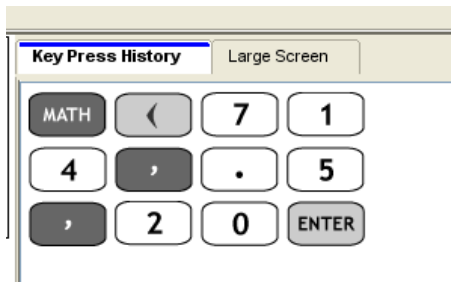 Key Press History Large Screen
MATH ( 7 1
4 , . 5
, 2 0 ENTER